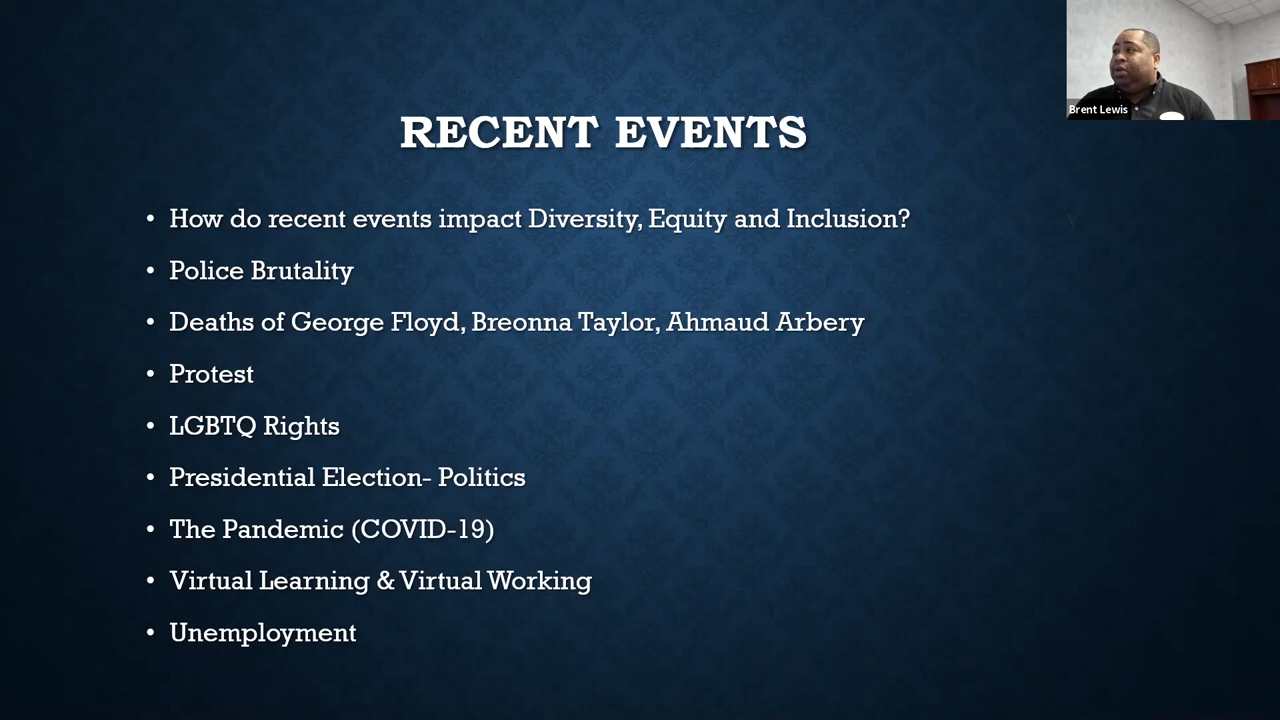 RECENT EVENTS
• How do recent events impact Diversity, Equity and Inclusion?
• Police Brutality
• Deaths of George Floyd, Breonna Taylor, Ahmaud Arbery
• Protest
• LGBTQ Rights
• Presidential Election- Politics
• The Pandemic (COVID-19)
• Virtual Learning & Virtual Working
• Unemployment
Brent Lewis